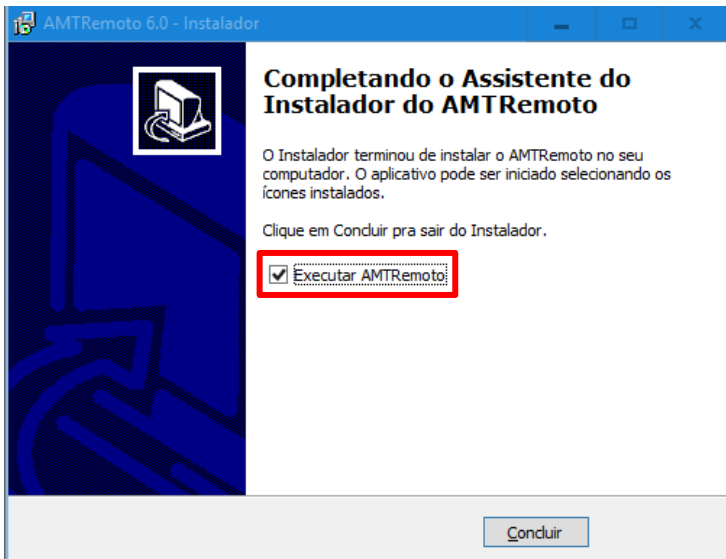 AMTRemoto 6.0 - Instalador
Completando o Assistente do
Instalador do AMTRemoto
O Instalador terminou de instalar o AMTRemoto no seu
computador. O aplicativo pode ser iniciado selecionando os
ícones instalados.
Clique em Concluir pra sair do Instalador.
Executar AMTRemoto
Concluir